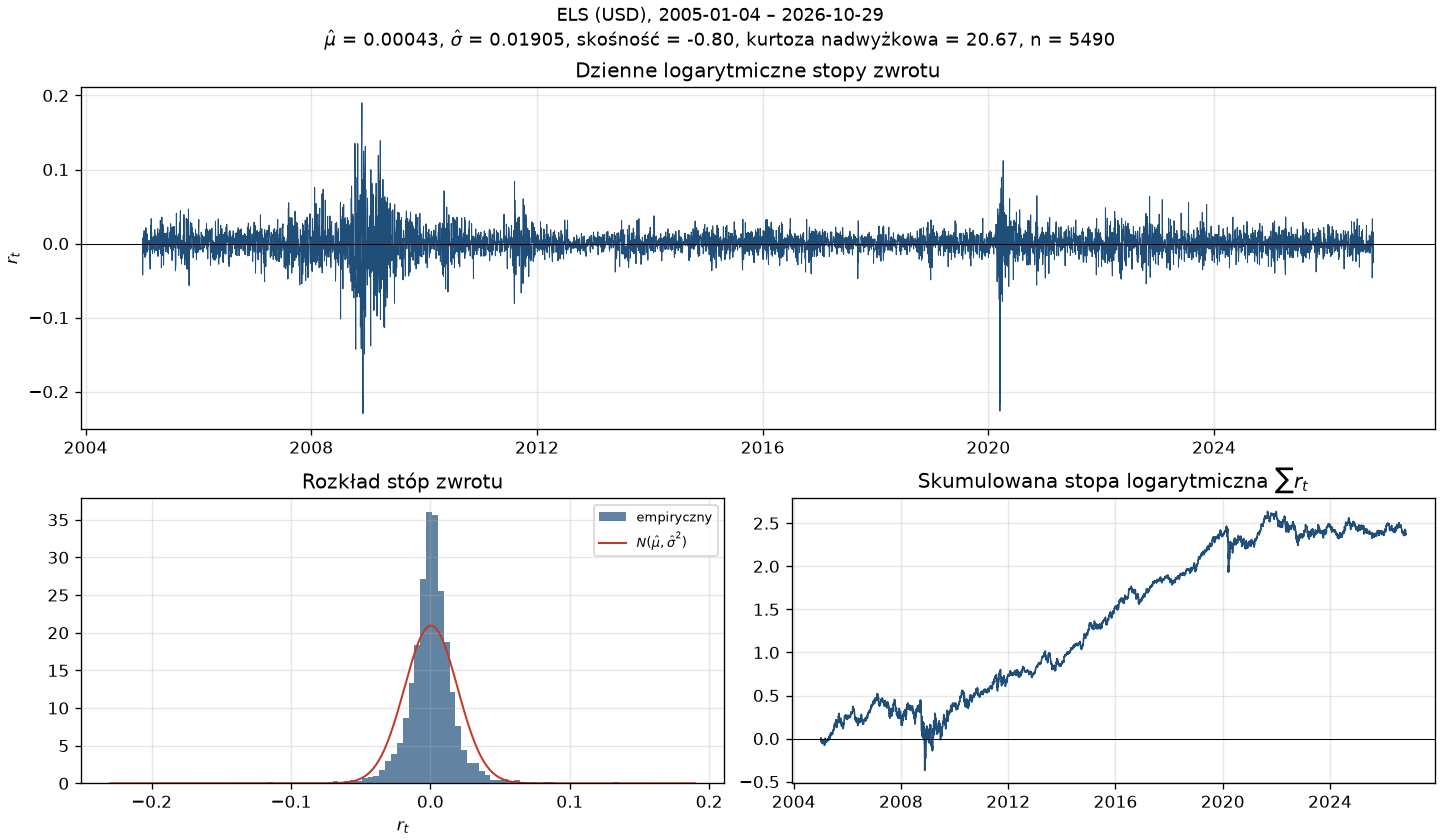 ELS (USD), 2005-01-04 – 2026-10-29
μ̂ = 0.00043, σ̂ = 0.01905, skośność = -0.80, kurtoza nadwyżkowa = 20.67, n = 5490
Dzienne logarytmiczne stopy zwrotu
0.2
0.1
0.0
−0.1
−0.2
r_t
2004 2008 2012 2016 2020 2024
Rozkład stóp zwrotu
35
30
25
20
15
10
5
0
empiryczny
N(μ̂, σ̂²)
−0.2 −0.1 0.0 0.1 0.2
r_t
Skumulowana stopa logarytmiczna ∑r_t
2.5
2.0
1.5
1.0
0.5
0.0
−0.5
2004 2008 2012 2016 2020 2024